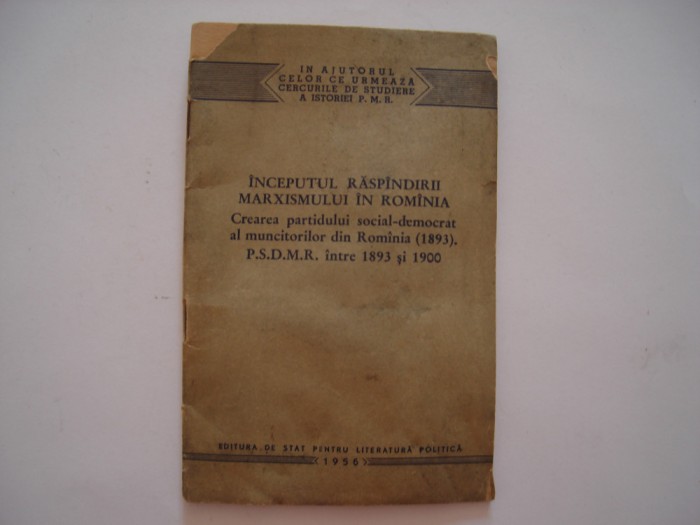 IN AJUTORUL
CELOR CE URMEAZĂ
CERCURILE DE STUDIERE
A ISTORIEI P. M. R.
ÎNCEPUTUL RĂSPÎNDIRII
MARXISMULUI ÎN ROMÎNIA
Crearea partidului social-democrat
al muncitorilor din Romînia (1893).
P.S.D.M.R. între 1893 și 1900
EDITURA DE STAT PENTRU LITERATURĂ POLITICĂ
1956